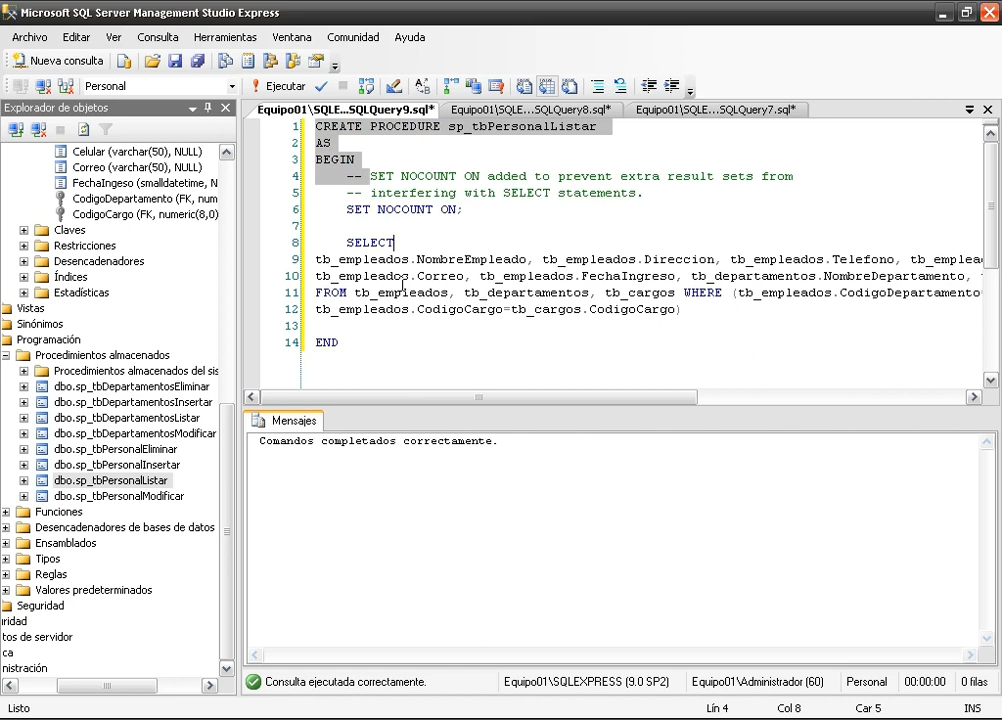 Microsoft SQL Server Management Studio Express
Archivo Editar Ver Consulta Herramientas Ventana Comunidad Ayuda
Nueva consulta
Personal Ejecutar
Explorador de objetos
Equipo01\SQLE...SQLQuery9.sql* Equipo01\SQLE...SQLQuery8.sql* Equipo01\SQLE...SQLQuery7.sql*
Celular (varchar(50), NULL)
Correo (varchar(50), NULL)
FechaIngeso (smalldatetime, N
CodigoDepartamento (FK, num
CodigoCargo (FK, numeric(8,0)
Claves
Restricciones
Desencadenadores
Índices
Estadísticas
Vistas
Sinónimos
Programación
Procedimientos almacenados
Procedimientos almacenados del sis
dbo.sp_tbDepartamentosEliminar
dbo.sp_tbDepartamentosInsertar
dbo.sp_tbDepartamentosListar
dbo.sp_tbDepartamentosModificar
dbo.sp_tbPersonalEliminar
dbo.sp_tbPersonalInsertar
dbo.sp_tbPersonalListar
dbo.sp_tbPersonalModificar
Funciones
Desencadenadores de bases de datos
Ensamblados
Tipos
Reglas
Valores predeterminados
Seguridad
ridad
tos de servidor
ca
nistración
1 CREATE PROCEDURE sp_tbPersonalListar
2 AS
3 BEGIN
4 -- SET NOCOUNT ON added to prevent extra result sets from
5 -- interfering with SELECT statements.
6 SET NOCOUNT ON;
7
8 SELECT
9 tb_empleados.NombreEmpleado, tb_empleados.Direccion, tb_empleados.Telefono, tb_emplea
10 tb_empleados.Correo, tb_empleados.FechaIngreso, tb_departamentos.NombreDepartamento,
11 FROM tb_empleados, tb_departamentos, tb_cargos WHERE (tb_empleados.CodigoDepartamento=
12 tb_empleados.CodigoCargo=tb_cargos.CodigoCargo)
13
14 END
Mensajes
Comandos completados correctamente.
Consulta ejecutada correctamente. Equipo01\SQLEXPRESS (9.0 SP2) Equipo01\Administrador (60) Personal 00:00:00 0 filas
Listo Lín 4 Col 8 Car 5 INS